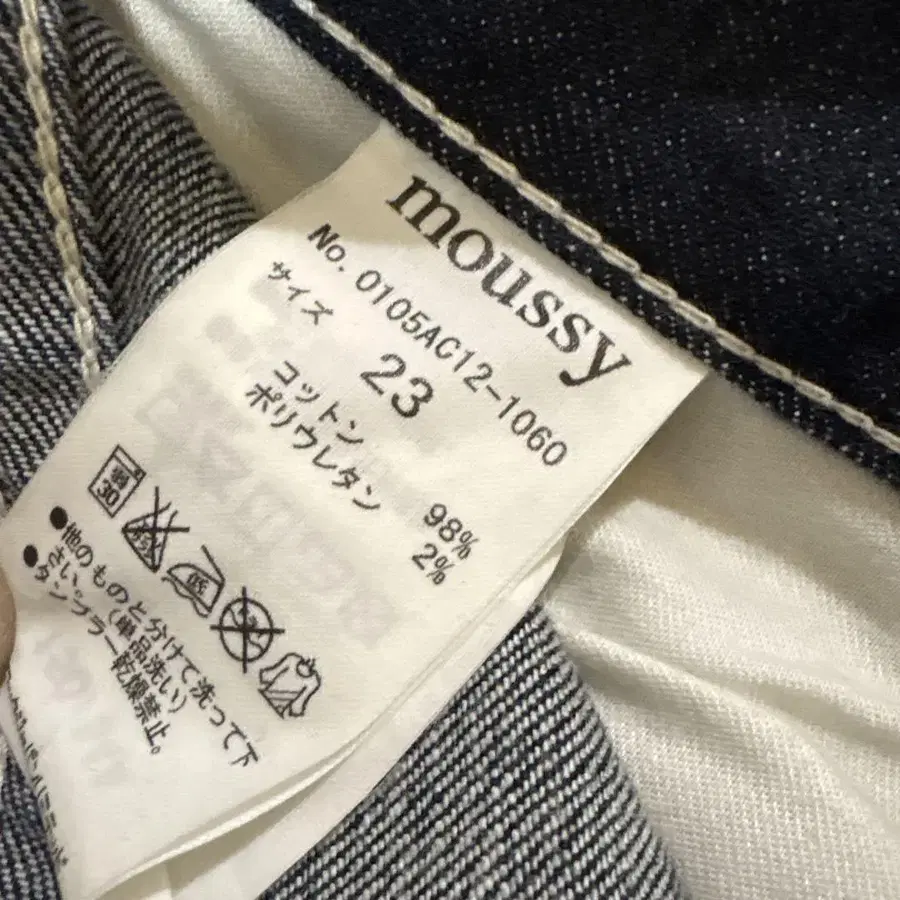 moussy
No. 0105AC12-1060
サイズ
23
コットン 98%
ポリウレタン 2%
弱 30
●他のものと分けて洗って下
さい。(単品洗い)
●タンブラー乾燥禁止。